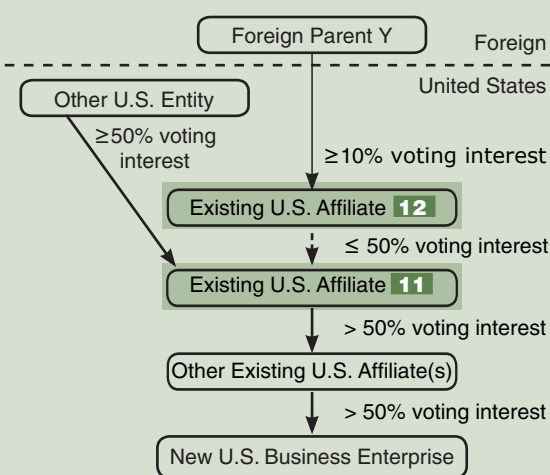 Foreign Parent Y
Foreign
United States
Other U.S. Entity
≥50% voting
interest
≥10% voting interest
Existing U.S. Affiliate 12
≤ 50% voting interest
Existing U.S. Affiliate 11
> 50% voting interest
Other Existing U.S. Affiliate(s)
> 50% voting interest
New U.S. Business Enterprise